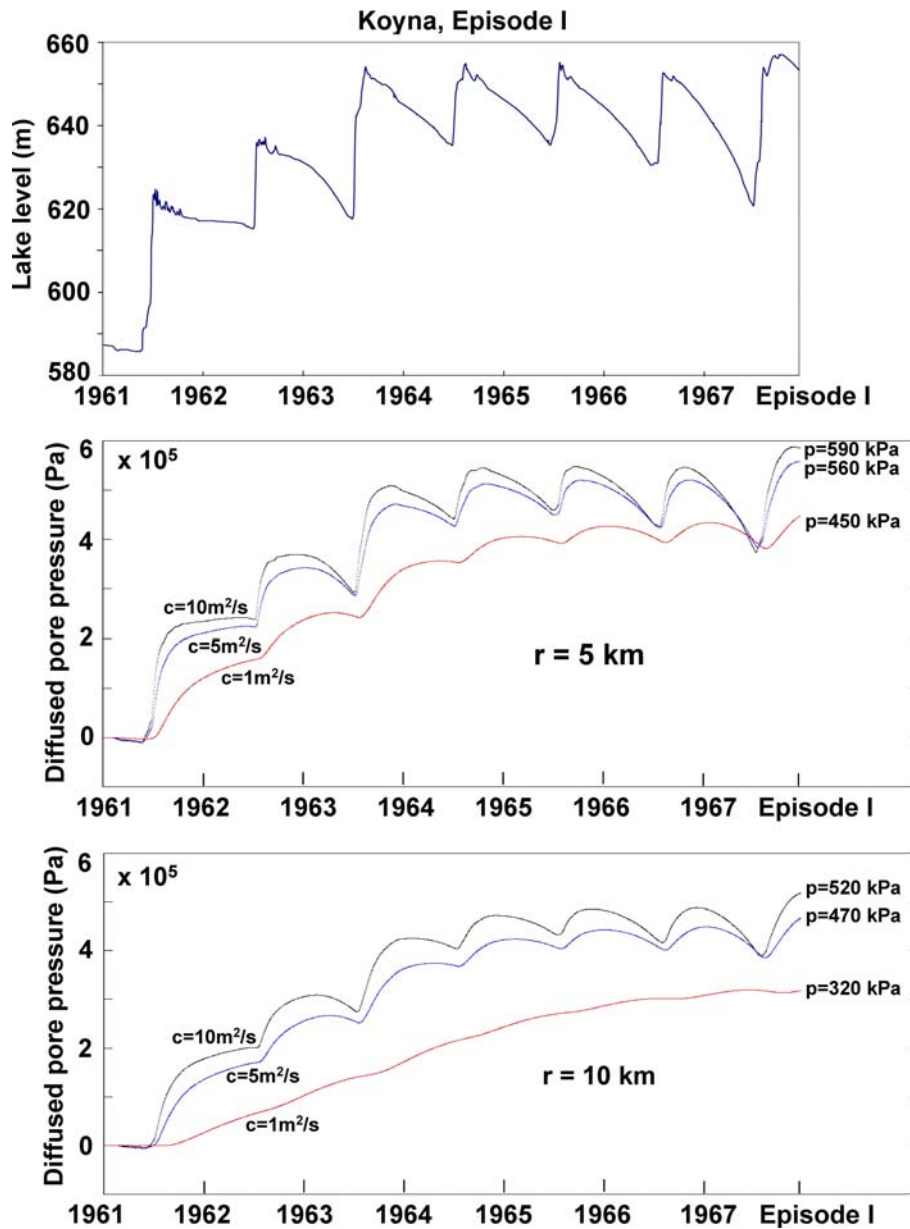 Koyna, Episode I
Lake level (m)
660
640
620
600
580
1961 1962 1963 1964 1965 1966 1967 Episode I
Diffused pore pressure (Pa)
6
4
2
0
x 10⁵
p=590 kPa
p=560 kPa
p=450 kPa
c=10m²/s
c=5m²/s
c=1m²/s
r = 5 km
1961 1962 1963 1964 1965 1966 1967 Episode I
Diffused pore pressure (Pa)
6
4
2
0
x 10⁵
p=520 kPa
p=470 kPa
p=320 kPa
c=10m²/s
c=5m²/s
c=1m²/s
r = 10 km
1961 1962 1963 1964 1965 1966 1967 Episode I